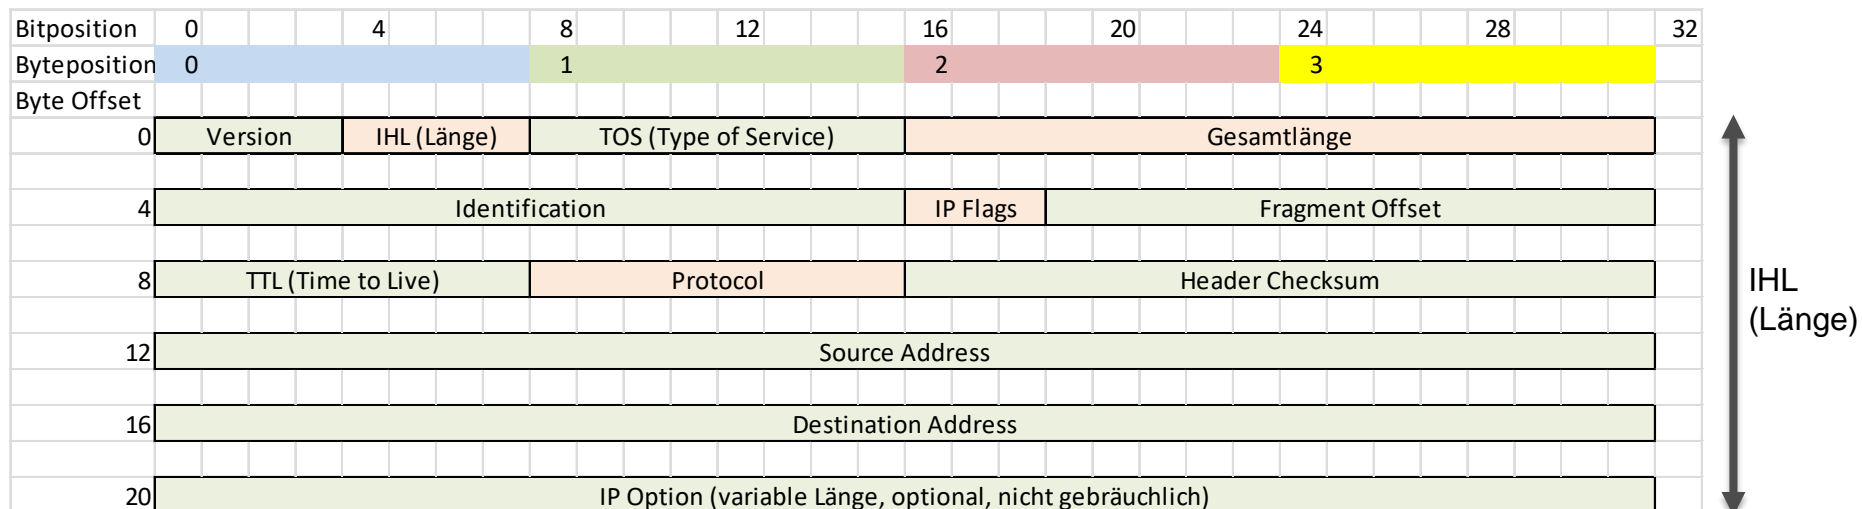 Bitposition 0 4 8 12 16 20 24 28 32
Byteposition 0 1 2 3
Byte Offset
0 Version IHL (Länge) TOS (Type of Service) Gesamtlänge
4 Identification IP Flags Fragment Offset
8 TTL (Time to Live) Protocol Header Checksum
IHL
(Länge)
12 Source Address
16 Destination Address
20 IP Option (variable Länge, optional, nicht gebräuchlich)